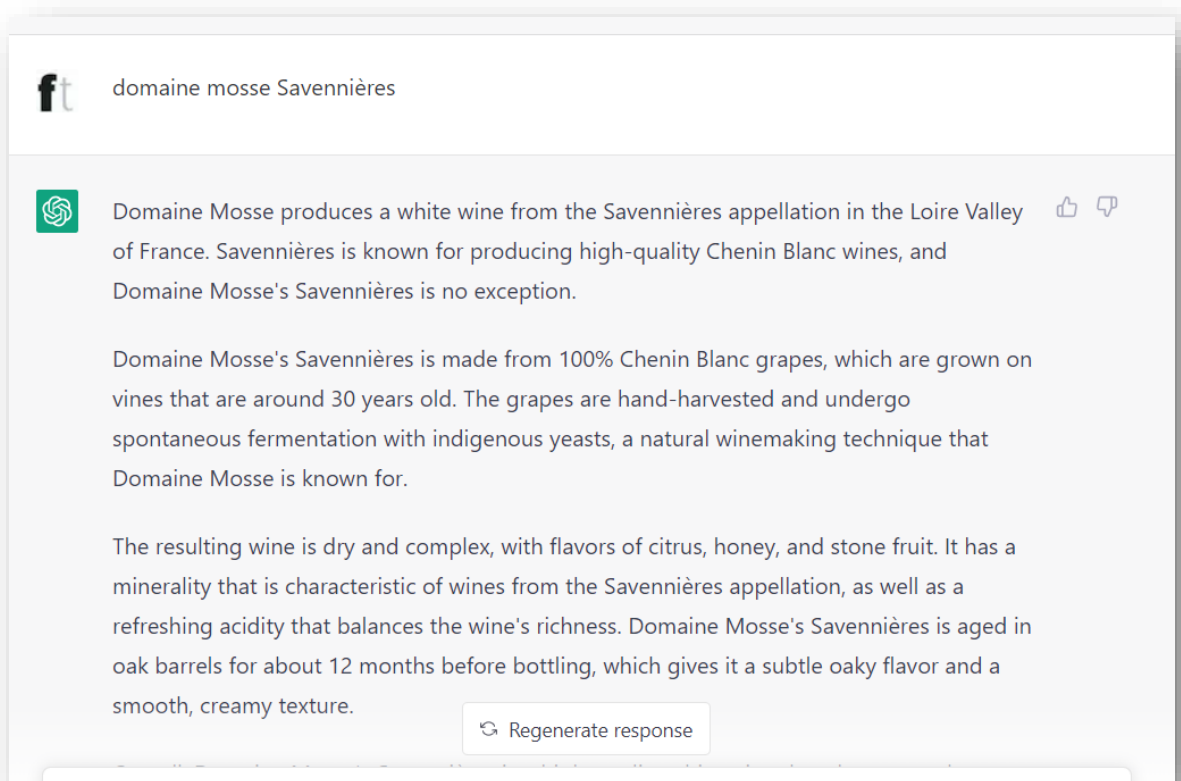 ft
domaine mosse Savennières
Domaine Mosse produces a white wine from the Savennières appellation in the Loire Valley
of France. Savennières is known for producing high-quality Chenin Blanc wines, and
Domaine Mosse's Savennières is no exception.
Domaine Mosse's Savennières is made from 100% Chenin Blanc grapes, which are grown on
vines that are around 30 years old. The grapes are hand-harvested and undergo
spontaneous fermentation with indigenous yeasts, a natural winemaking technique that
Domaine Mosse is known for.
The resulting wine is dry and complex, with flavors of citrus, honey, and stone fruit. It has a
minerality that is characteristic of wines from the Savennières appellation, as well as a
refreshing acidity that balances the wine's richness. Domaine Mosse's Savennières is aged in
oak barrels for about 12 months before bottling, which gives it a subtle oaky flavor and a
smooth, creamy texture.
Regenerate response